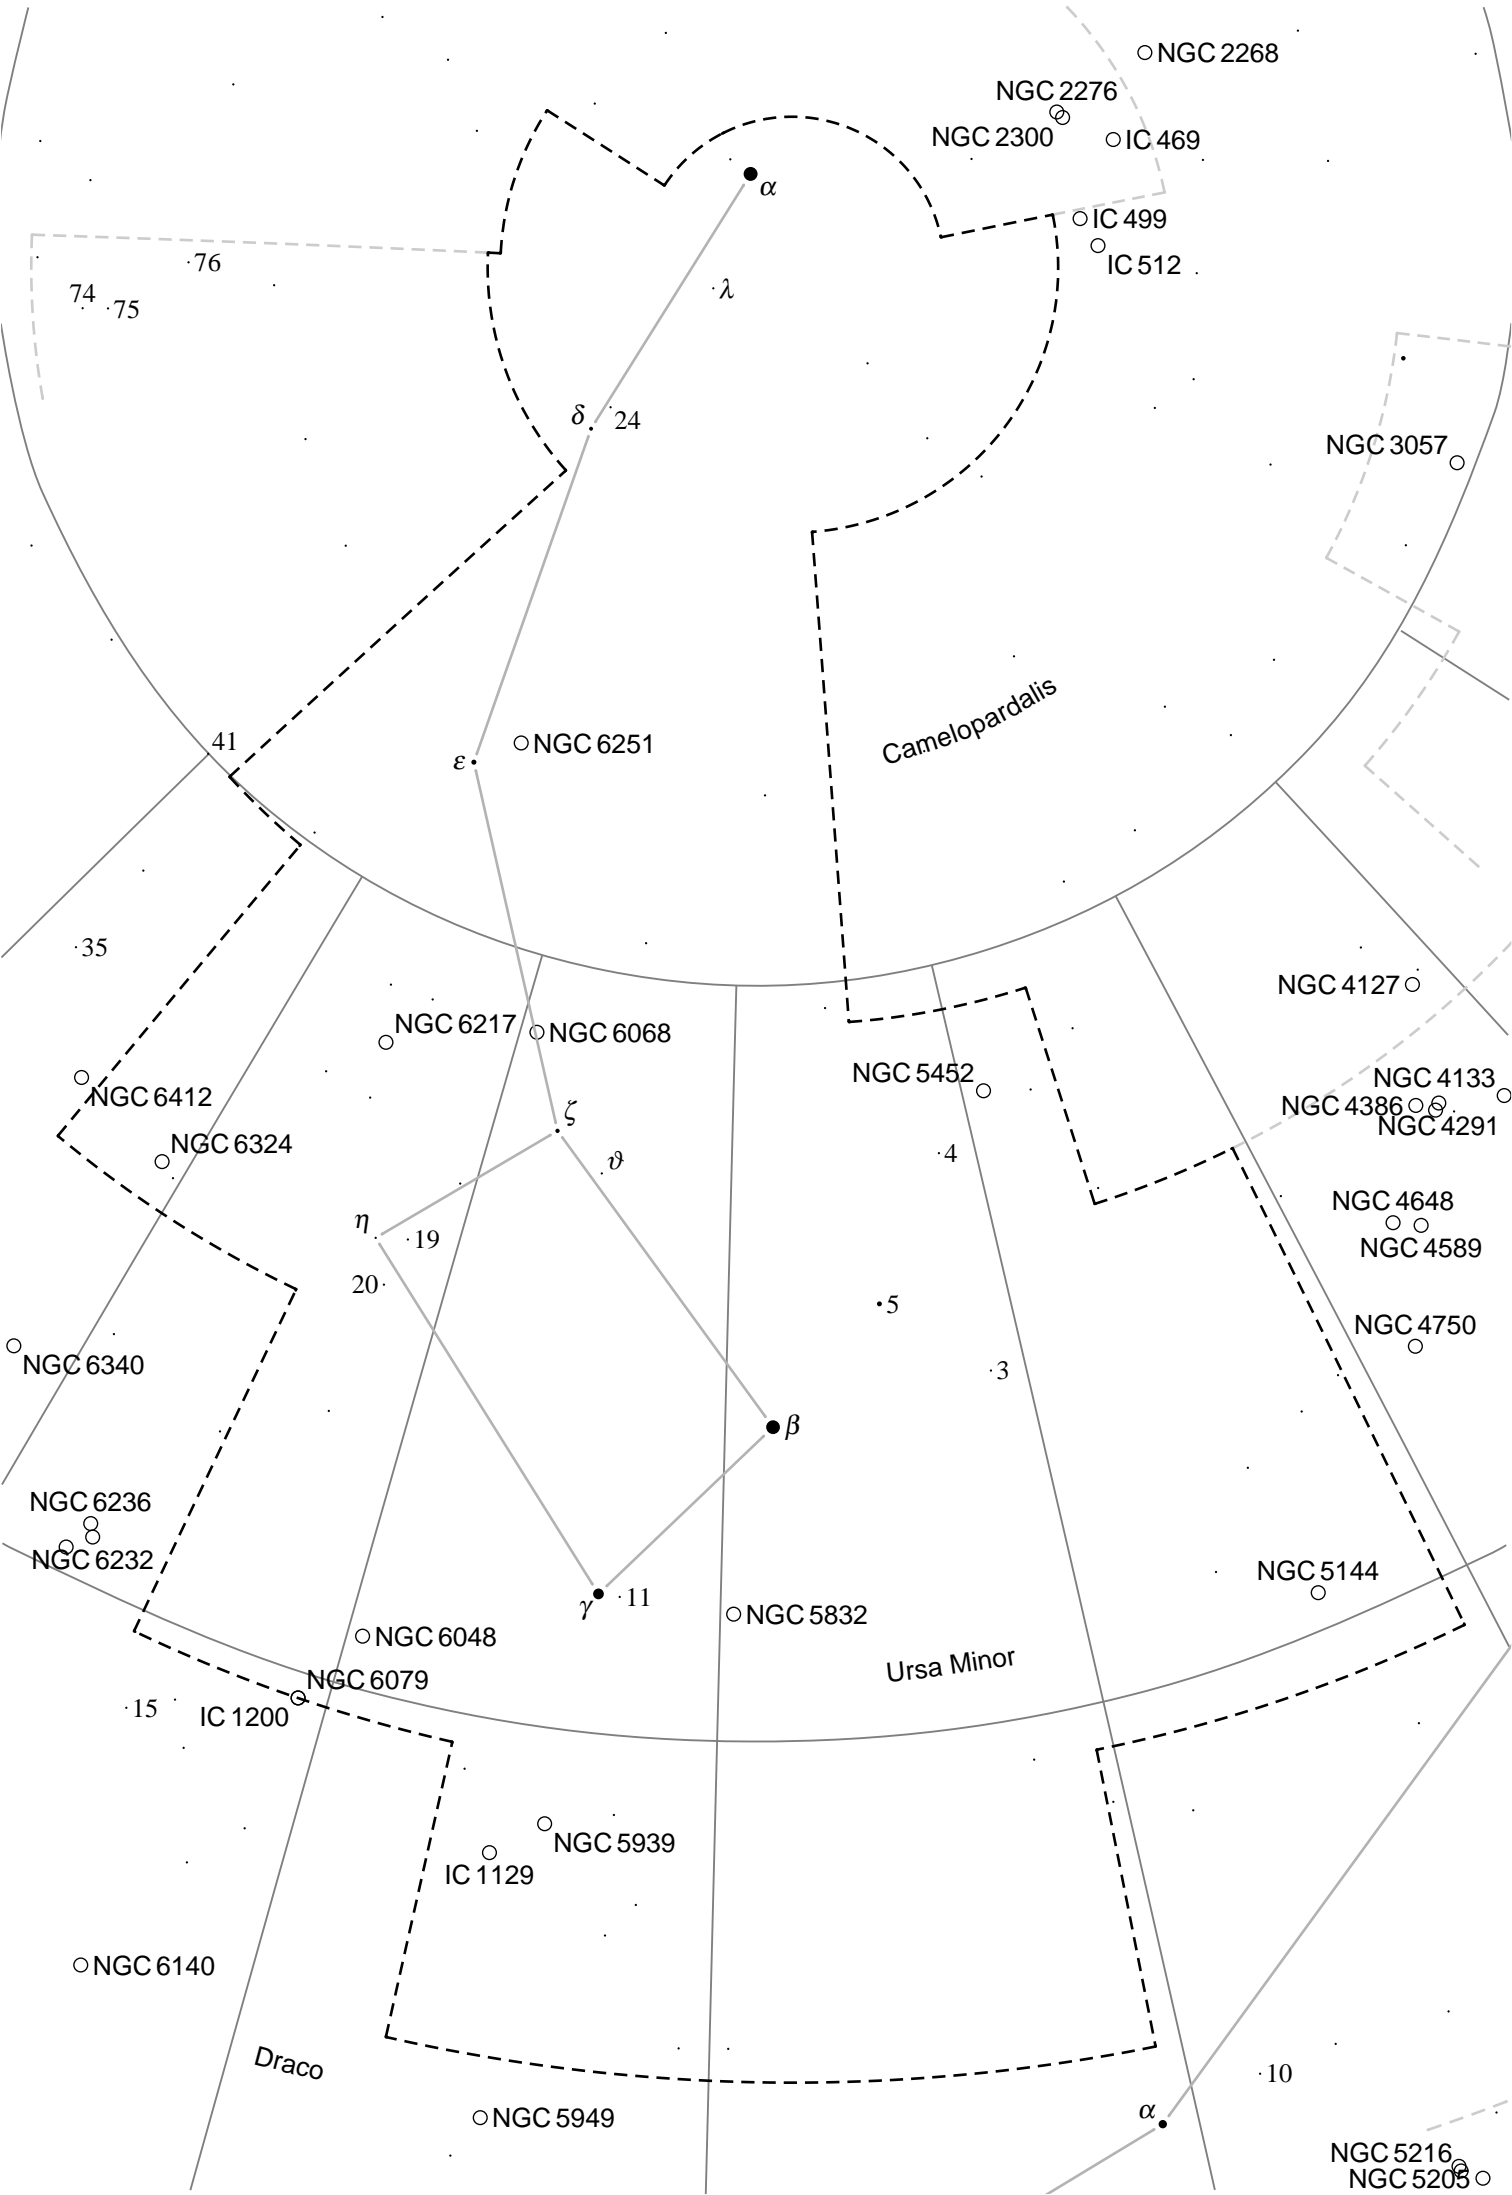 NGC 2268
NGC 2276
NGC 2300
IC 469
α
IC 499
76
IC 512
λ
74
75
δ
24
NGC 3057
Camelopardalis
41
NGC 6251
ε
35
NGC 4127
NGC 6217
NGC 6068
NGC 5452
NGC 4133
NGC 6412
NGC 4386
ζ
NGC 4291
NGC 6324
4
ϑ
NGC 4648
η
19
NGC 4589
20
5
NGC 4750
NGC 6340
3
β
NGC 6236
NGC 6232
NGC 5144
γ
11
NGC 5832
NGC 6048
Ursa Minor
NGC 6079
15
IC 1200
NGC 5939
IC 1129
NGC 6140
Draco
10
α
NGC 5949
NGC 5216
NGC 5205